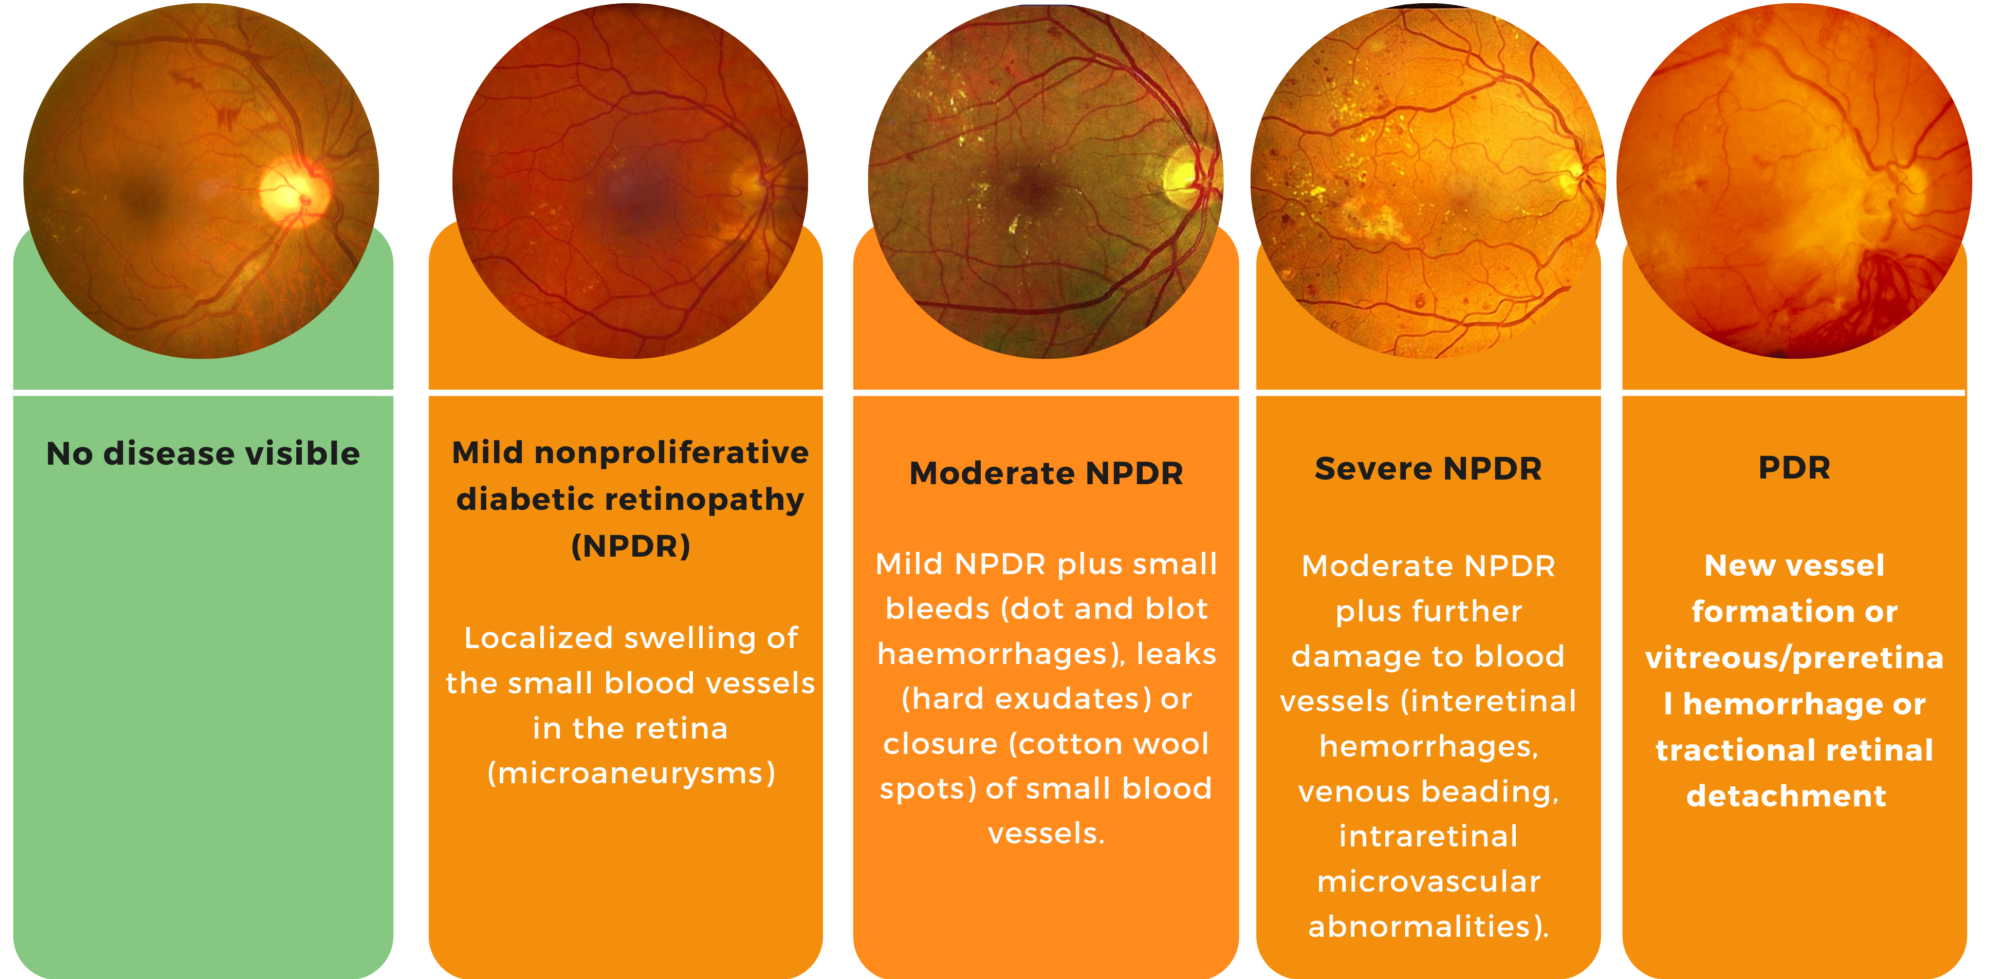 No disease visible
Mild nonproliferative
diabetic retinopathy
(NPDR)
Localized swelling of
the small blood vessels
in the retina
(microaneurysms)
Moderate NPDR
Mild NPDR plus small
bleeds (dot and blot
haemorrhages), leaks
(hard exudates) or
closure (cotton wool
spots) of small blood
vessels.
Severe NPDR
Moderate NPDR
plus further
damage to blood
vessels (interetinal
hemorrhages,
venous beading,
intraretinal
microvascular
abnormalities).
PDR
New vessel
formation or
vitreous/preretina
l hemorrhage or
tractional retinal
detachment